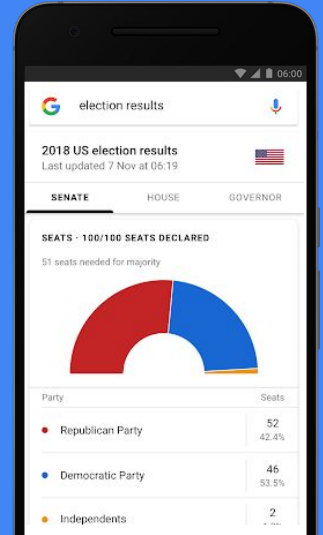 06:00
election results
2018 US election results
Last updated 7 Nov at 06:19
SENATE HOUSE GOVERNOR
SEATS · 100/100 SEATS DECLARED
51 seats needed for majority
Party Seats
Republican Party 52
42.4%
Democratic Party 46
53.5%
Independents 2